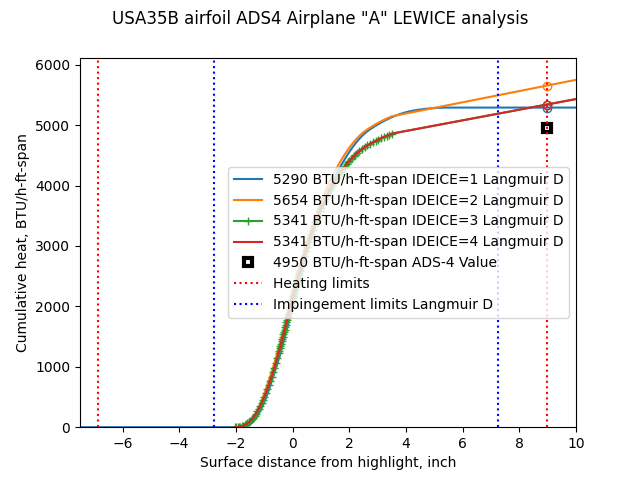 USA35B airfoil ADS4 Airplane "A" LEWICE analysis
Cumulative heat, BTU/h-ft-span
6000
5000
4000
3000
2000
1000
0
5290 BTU/h-ft-span IDEICE=1 Langmuir D
5654 BTU/h-ft-span IDEICE=2 Langmuir D
5341 BTU/h-ft-span IDEICE=3 Langmuir D
5341 BTU/h-ft-span IDEICE=4 Langmuir D
4950 BTU/h-ft-span ADS-4 Value
Heating limits
Impingement limits Langmuir D
−6 −4 −2 0 2 4 6 8 10
Surface distance from highlight, inch